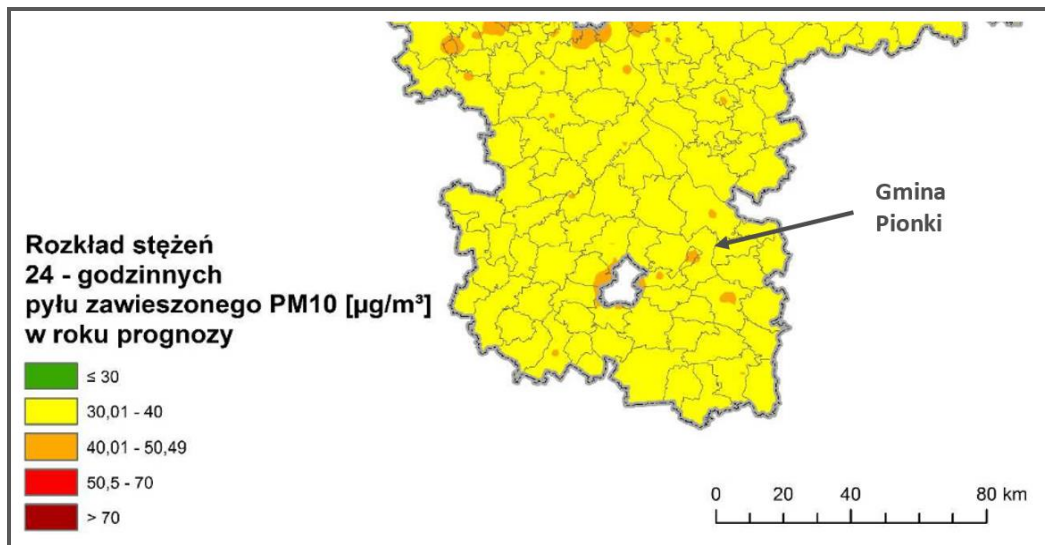 Gmina
Pionki
Rozkład stężeń
24 - godzinnych
pyłu zawieszonego PM10 [µg/m³]
w roku prognozy
≤ 30
30,01 - 40
40,01 - 50,49
50,5 - 70
> 70
0 20 40 80 km